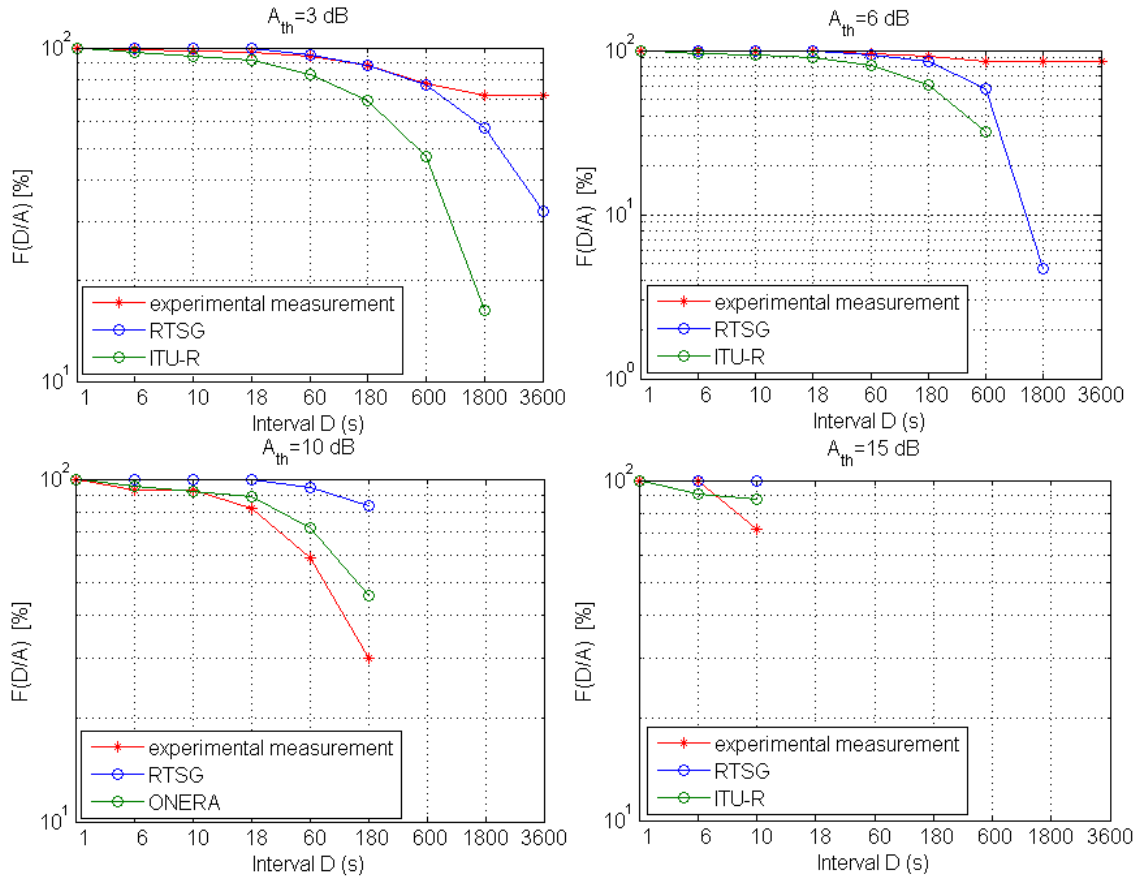 A_th=3 dB
F(D/A) [%]
10^2
10^1
experimental measurement
RTSG
ITU-R
1 6 10 18 60 180 600 1800 3600
Interval D (s)
A_th=6 dB
F(D/A) [%]
10^2
10^1
10^0
experimental measurement
RTSG
ITU-R
1 6 10 18 60 180 600 1800 3600
Interval D (s)
A_th=10 dB
F(D/A) [%]
10^2
10^1
experimental measurement
RTSG
ONERA
1 6 10 18 60 180 600 1800 3600
Interval D (s)
A_th=15 dB
F(D/A) [%]
10^2
10^1
experimental measurement
RTSG
ITU-R
1 6 10 18 60 180 600 1800 3600
Interval D (s)